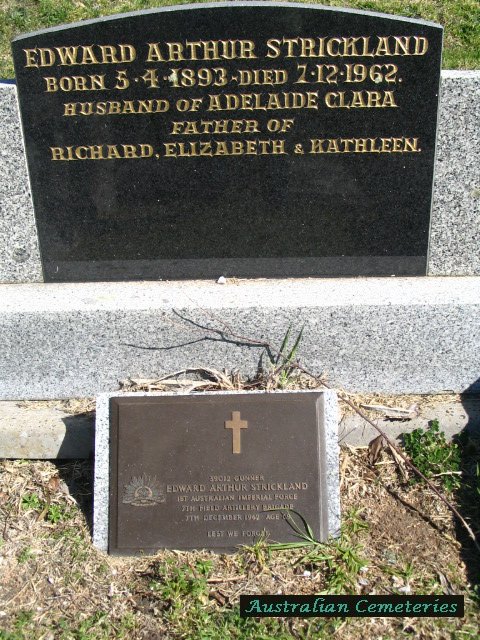 EDWARD ARTHUR STRICKLAND
BORN 5·4·1893–DIED 7·12·1962.
HUSBAND OF ADELAIDE CLARA
FATHER OF
RICHARD, ELIZABETH & KATHLEEN.
GUNNER
EDWARD ARTHUR STRICKLAND
1ST AUSTRALIAN IMPERIAL FORCE
7TH FIELD ARTILLERY BRIGADE
7TH DECEMBER 1962 AGE
LEST WE FORGET
Australian Cemeteries